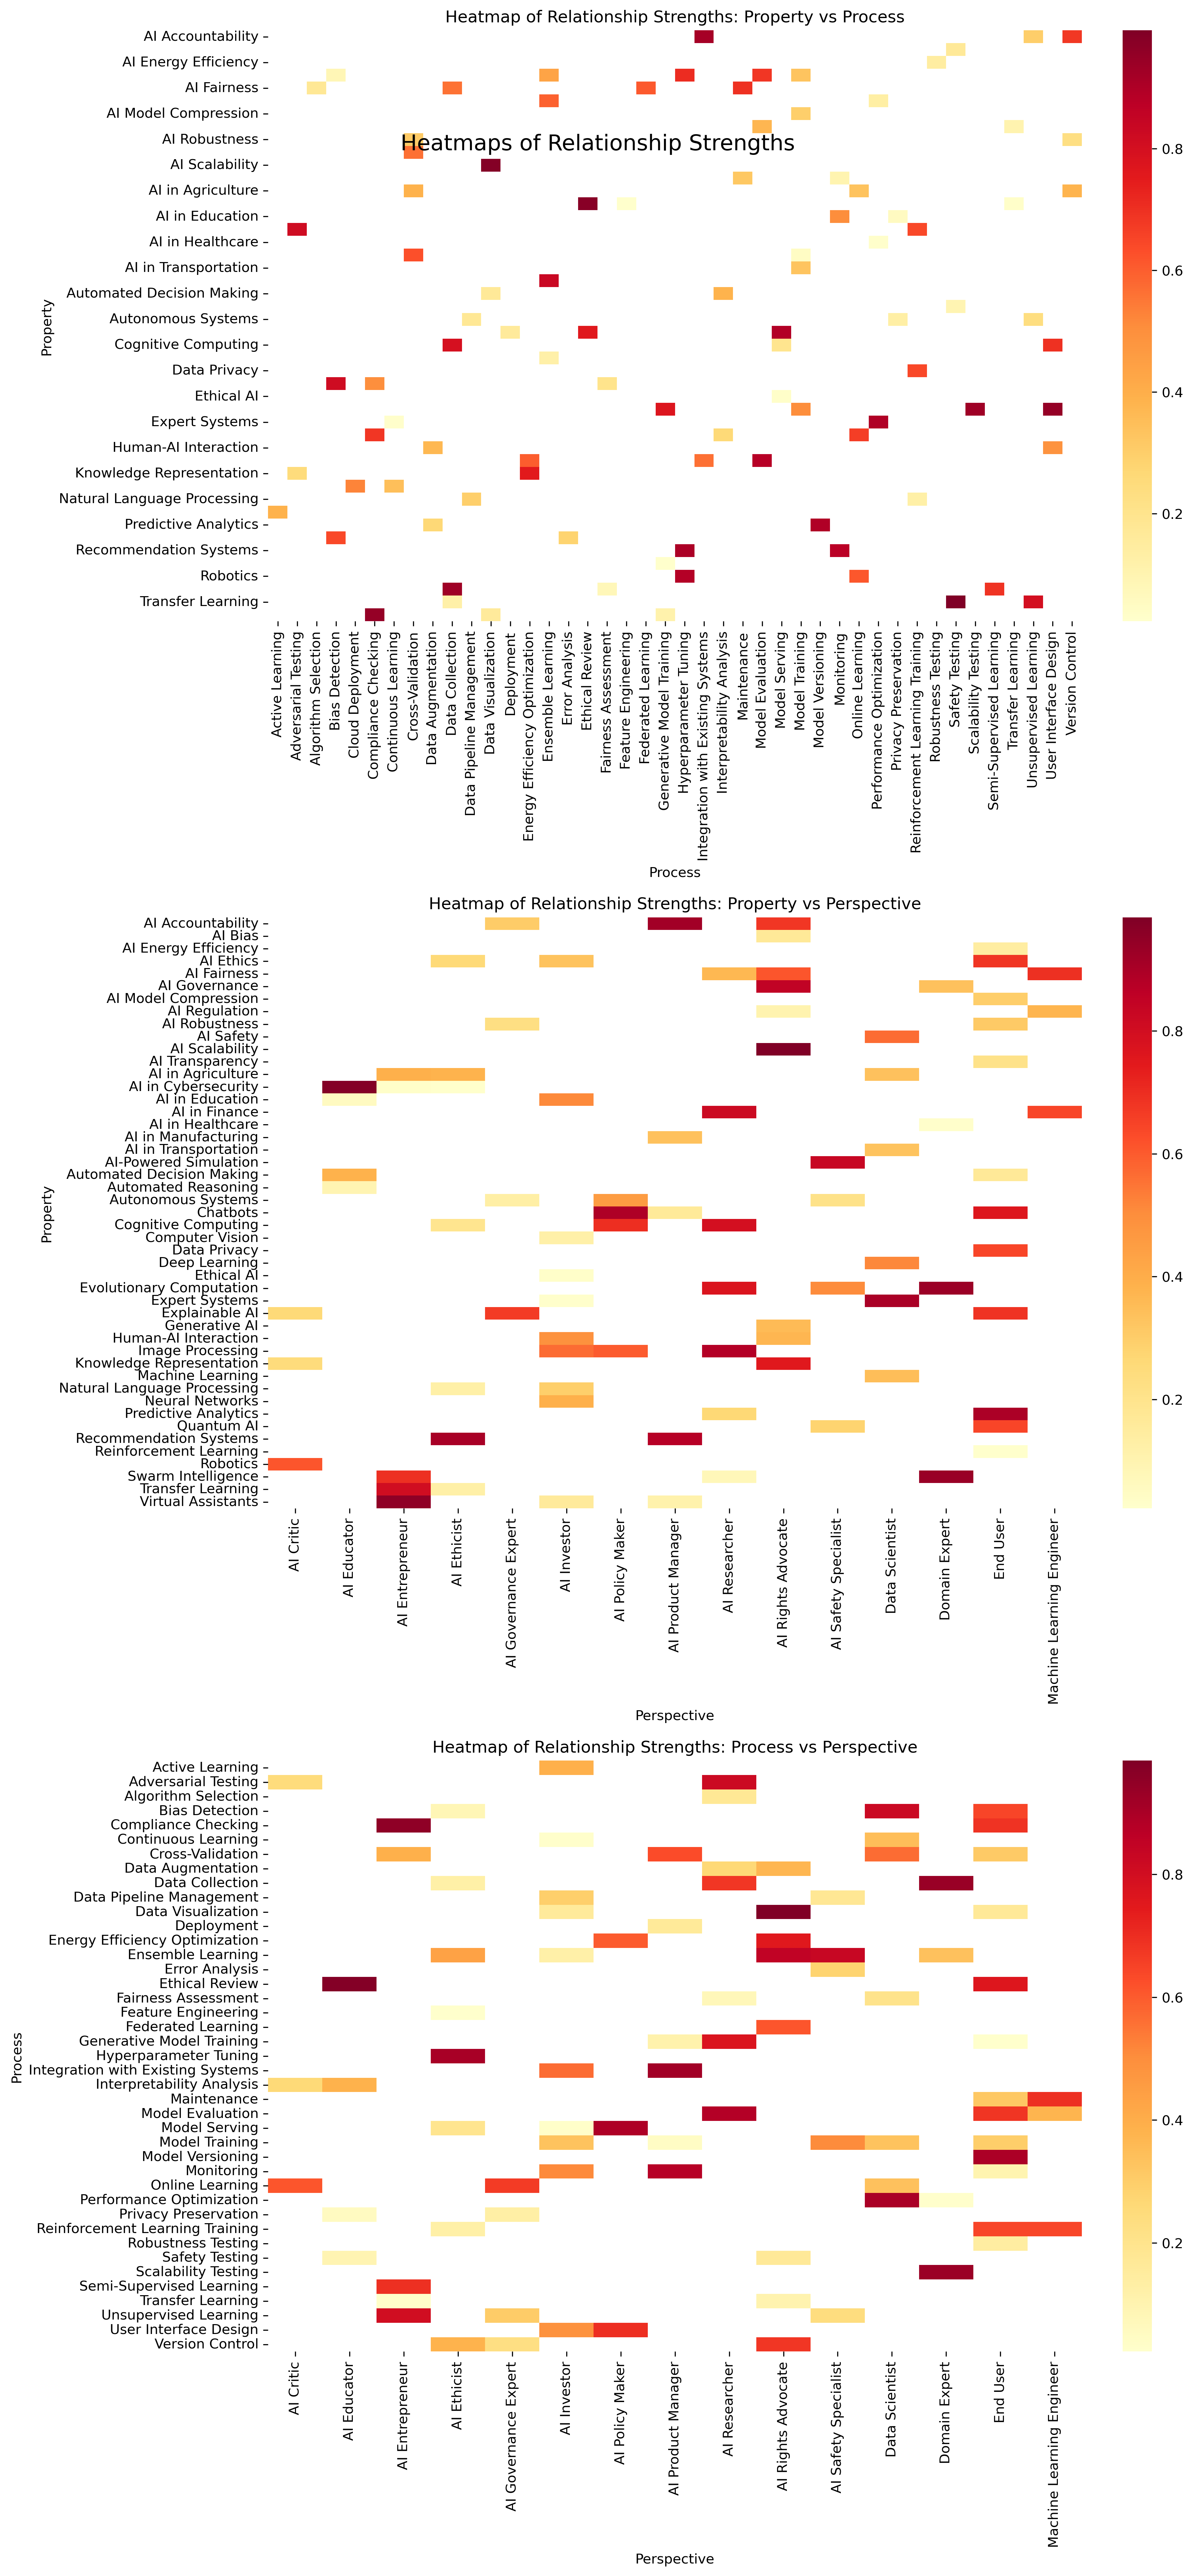 Heatmap of Relationship Strengths: Property vs Process
Heatmaps of Relationship Strengths
Property
AI Accountability
AI Energy Efficiency
AI Fairness
AI Model Compression
AI Robustness
AI Scalability
AI in Agriculture
AI in Education
AI in Healthcare
AI in Transportation
Automated Decision Making
Autonomous Systems
Cognitive Computing
Data Privacy
Ethical AI
Expert Systems
Human-AI Interaction
Knowledge Representation
Natural Language Processing
Predictive Analytics
Recommendation Systems
Robotics
Transfer Learning
0.8
0.6
0.4
0.2
Active Learning
Adversarial Testing
Algorithm Selection
Bias Detection
Cloud Deployment
Compliance Checking
Continuous Learning
Cross-Validation
Data Augmentation
Data Collection
Data Pipeline Management
Data Visualization
Deployment
Energy Efficiency Optimization
Ensemble Learning
Error Analysis
Ethical Review
Fairness Assessment
Feature Engineering
Federated Learning
Generative Model Training
Hyperparameter Tuning
Integration with Existing Systems
Interpretability Analysis
Maintenance
Model Evaluation
Model Serving
Model Training
Model Versioning
Monitoring
Online Learning
Performance Optimization
Privacy Preservation
Reinforcement Learning Training
Robustness Testing
Safety Testing
Scalability Testing
Semi-Supervised Learning
Transfer Learning
Unsupervised Learning
User Interface Design
Version Control
Process
Heatmap of Relationship Strengths: Property vs Perspective
Property
AI Accountability
AI Bias
AI Energy Efficiency
AI Ethics
AI Fairness
AI Governance
AI Model Compression
AI Regulation
AI Robustness
AI Safety
AI Scalability
AI Transparency
AI in Agriculture
AI in Cybersecurity
AI in Education
AI in Finance
AI in Healthcare
AI in Manufacturing
AI in Transportation
AI-Powered Simulation
Automated Decision Making
Automated Reasoning
Autonomous Systems
Chatbots
Cognitive Computing
Computer Vision
Data Privacy
Deep Learning
Ethical AI
Evolutionary Computation
Expert Systems
Explainable AI
Generative AI
Human-AI Interaction
Image Processing
Knowledge Representation
Machine Learning
Natural Language Processing
Neural Networks
Predictive Analytics
Quantum AI
Recommendation Systems
Reinforcement Learning
Robotics
Swarm Intelligence
Transfer Learning
Virtual Assistants
0.8
0.6
0.4
0.2
AI Critic
AI Educator
AI Entrepreneur
AI Ethicist
AI Governance Expert
AI Investor
AI Policy Maker
AI Product Manager
AI Researcher
AI Rights Advocate
AI Safety Specialist
Data Scientist
Domain Expert
End User
Machine Learning Engineer
Perspective
Heatmap of Relationship Strengths: Process vs Perspective
Process
Active Learning
Adversarial Testing
Algorithm Selection
Bias Detection
Compliance Checking
Continuous Learning
Cross-Validation
Data Augmentation
Data Collection
Data Pipeline Management
Data Visualization
Deployment
Energy Efficiency Optimization
Ensemble Learning
Error Analysis
Ethical Review
Fairness Assessment
Feature Engineering
Federated Learning
Generative Model Training
Hyperparameter Tuning
Integration with Existing Systems
Interpretability Analysis
Maintenance
Model Evaluation
Model Serving
Model Training
Model Versioning
Monitoring
Online Learning
Performance Optimization
Privacy Preservation
Reinforcement Learning Training
Robustness Testing
Safety Testing
Scalability Testing
Semi-Supervised Learning
Transfer Learning
Unsupervised Learning
User Interface Design
Version Control
0.8
0.6
0.4
0.2
AI Critic
AI Educator
AI Entrepreneur
AI Ethicist
AI Governance Expert
AI Investor
AI Policy Maker
AI Product Manager
AI Researcher
AI Rights Advocate
AI Safety Specialist
Data Scientist
Domain Expert
End User
Machine Learning Engineer
Perspective